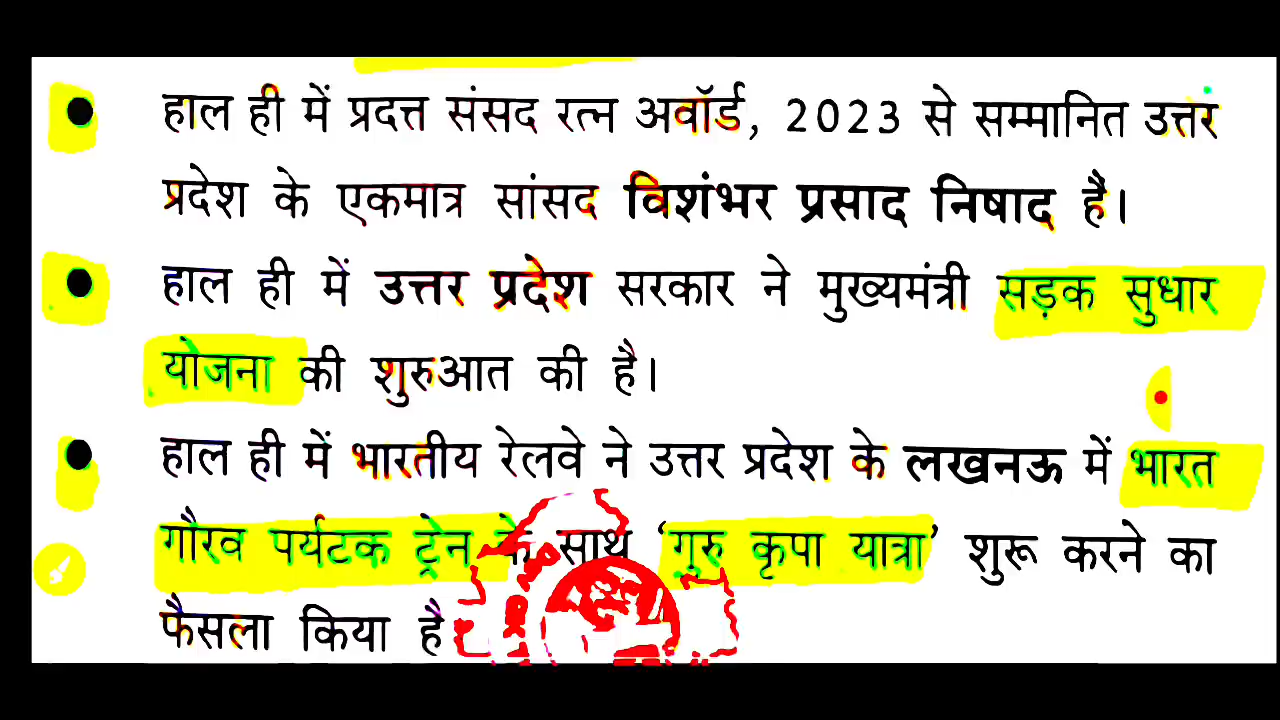 हाल ही में प्रदत्त संसद रत्न अवॉर्ड, 2023 से सम्मानित उत्तर
प्रदेश के एकमात्र सांसद विशंभर प्रसाद निषाद हैं।
हाल ही में उत्तर प्रदेश सरकार ने मुख्यमंत्री सड़क सुधार
योजना की शुरुआत की है।
हाल ही में भारतीय रेलवे ने उत्तर प्रदेश के लखनऊ में भारत
गौरव पर्यटक ट्रेन के साथ ‘गुरु कृपा यात्रा’ शुरू करने का
फैसला किया है